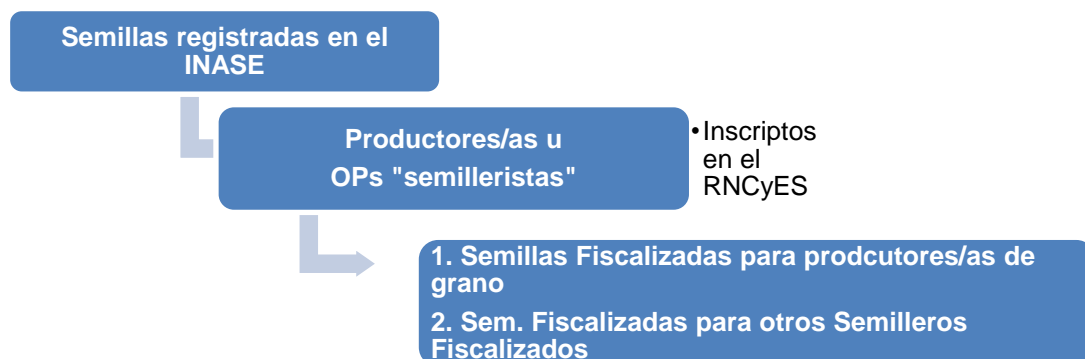 Semillas registradas en el
INASE
Productores/as u
OPs "semilleristas"
•Inscriptos
en el
RNCyES
1. Semillas Fiscalizadas para prodcutores/as de
grano
2. Sem. Fiscalizadas para otros Semilleros
Fiscalizados